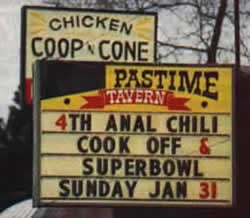 CHICKEN
COOP 'N' CONE
PASTIME
TAVERN
4TH ANAL CHILI
COOK OFF &
SUPERBOWL
SUNDAY JAN 31